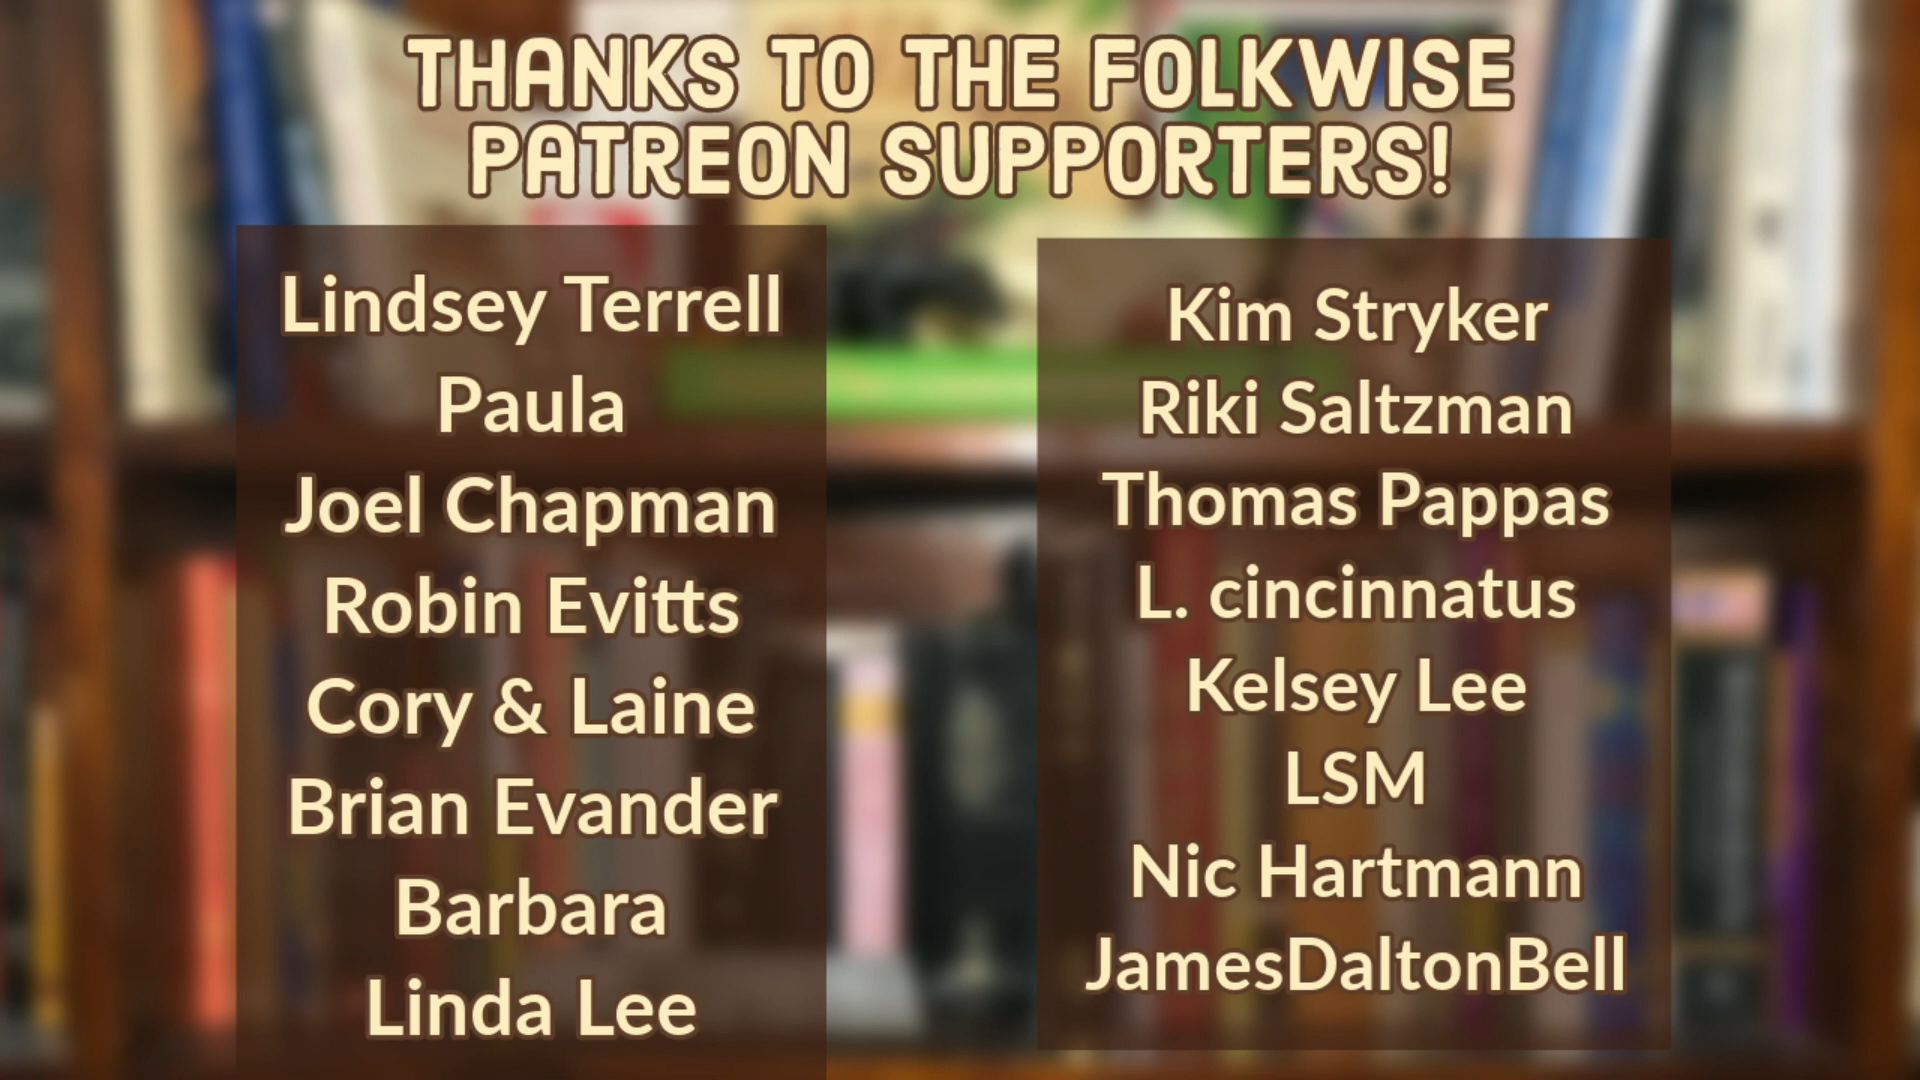 THANKS TO THE FOLKWISE
PATREON SUPPORTERS!
Lindsey Terrell
Paula
Joel Chapman
Robin Evitts
Cory & Laine
Brian Evander
Barbara
Linda Lee
Kim Stryker
Riki Saltzman
Thomas Pappas
L. cincinnatus
Kelsey Lee
LSM
Nic Hartmann
JamesDaltonBell